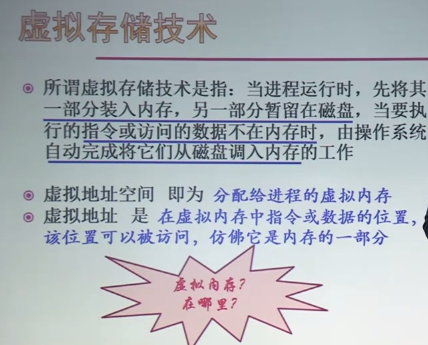 虚拟存储技术
所谓虚拟存储技术是指:当进程运行时,先将其
一部分装入内存,另一部分暂留在磁盘,当要执
行的指令或访问的数据不在内存时,由操作系统
自动完成将它们从磁盘调入内存的工作
虚拟地址空间 即为 分配给进程的虚拟内存
虚拟地址 是 在虚拟内存中指令或数据的位置,
该位置可以被访问,仿佛它是内存的一部分
虚拟内存?
在哪里?